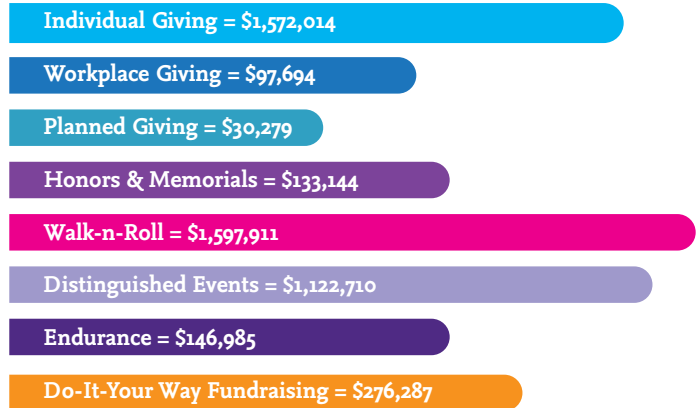 Individual Giving = $1,572,014
Workplace Giving = $97,694
Planned Giving = $30,279
Honors & Memorials = $133,144
Walk-n-Roll = $1,597,911
Distinguished Events = $1,122,710
Endurance = $146,985
Do-It-Your Way Fundraising = $276,287